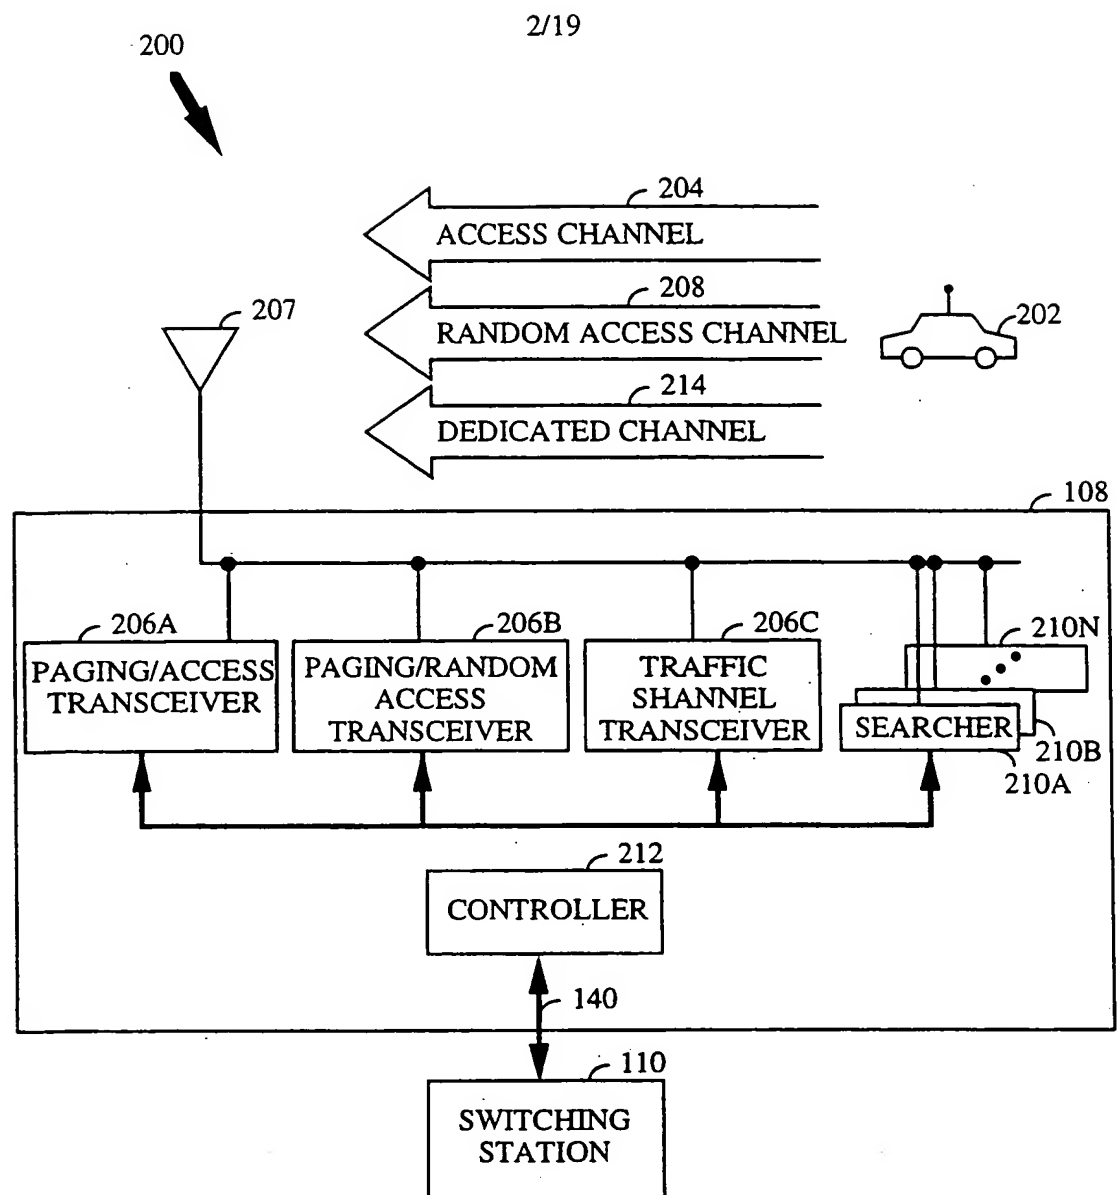 2/19
200
204
ACCESS CHANNEL
208
RANDOM ACCESS CHANNEL
202
207
214
DEDICATED CHANNEL
108
206A
PAGING/ACCESS
TRANSCEIVER
206B
PAGING/RANDOM
ACCESS
TRANSCEIVER
206C
TRAFFIC
SHANNEL
TRANSCEIVER
210N
SEARCHER
210B
210A
212
CONTROLLER
140
110
SWITCHING
STATION